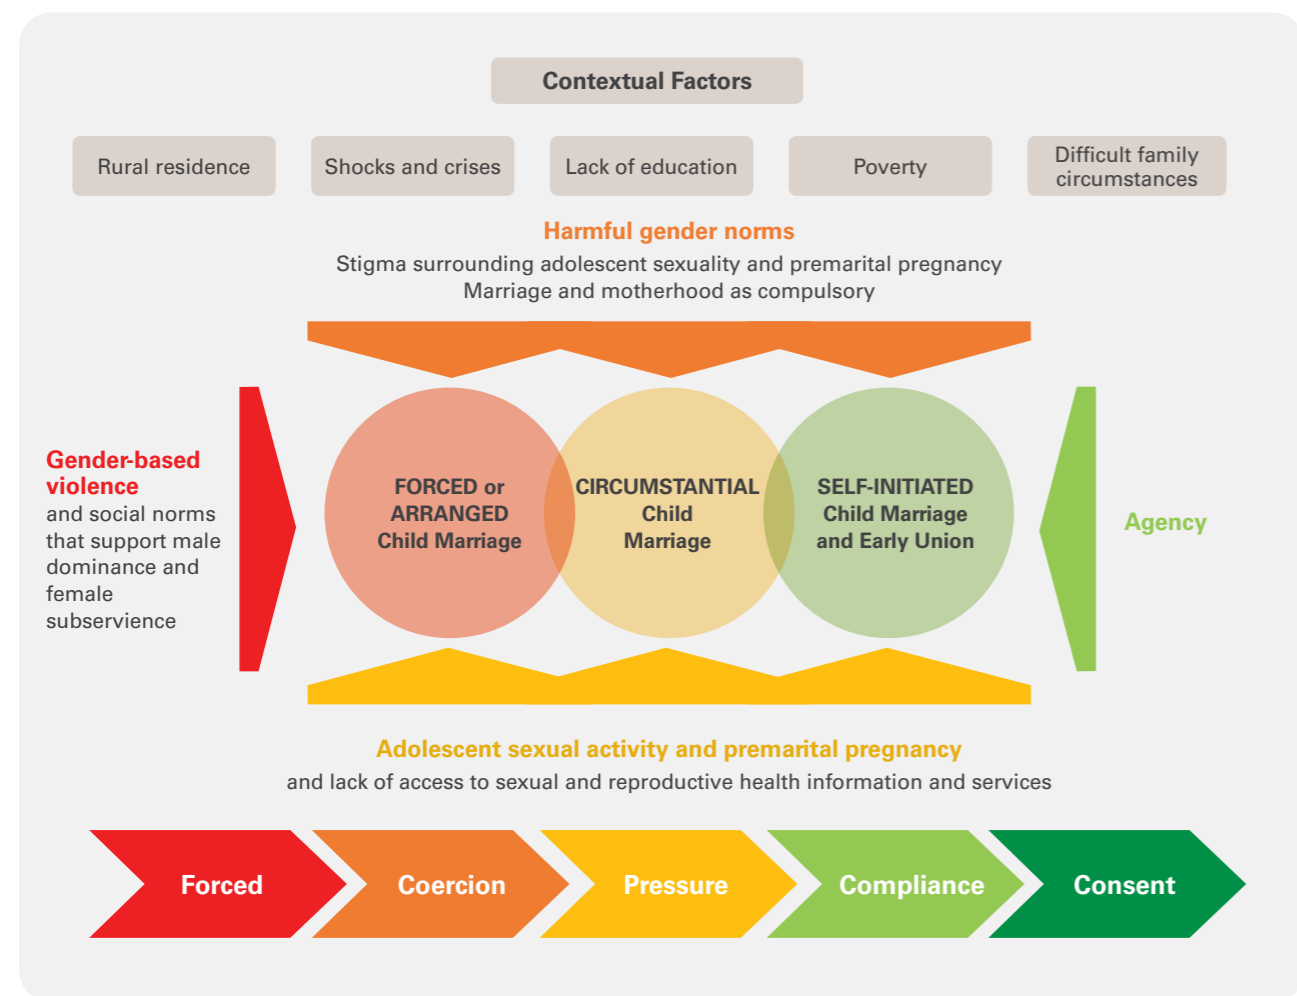 Contextual Factors
Rural residence
Shocks and crises
Lack of education
Poverty
Difficult family
circumstances
Harmful gender norms
Stigma surrounding adolescent sexuality and premarital pregnancy
Marriage and motherhood as compulsory
Gender-based
violence
and social norms
that support male
dominance and
female
subservience
FORCED or
ARRANGED
Child Marriage
CIRCUMSTANTIAL
Child
Marriage
SELF-INITIATED
Child Marriage
and Early Union
Agency
Adolescent sexual activity and premarital pregnancy
and lack of access to sexual and reproductive health information and services
Forced
Coercion
Pressure
Compliance
Consent